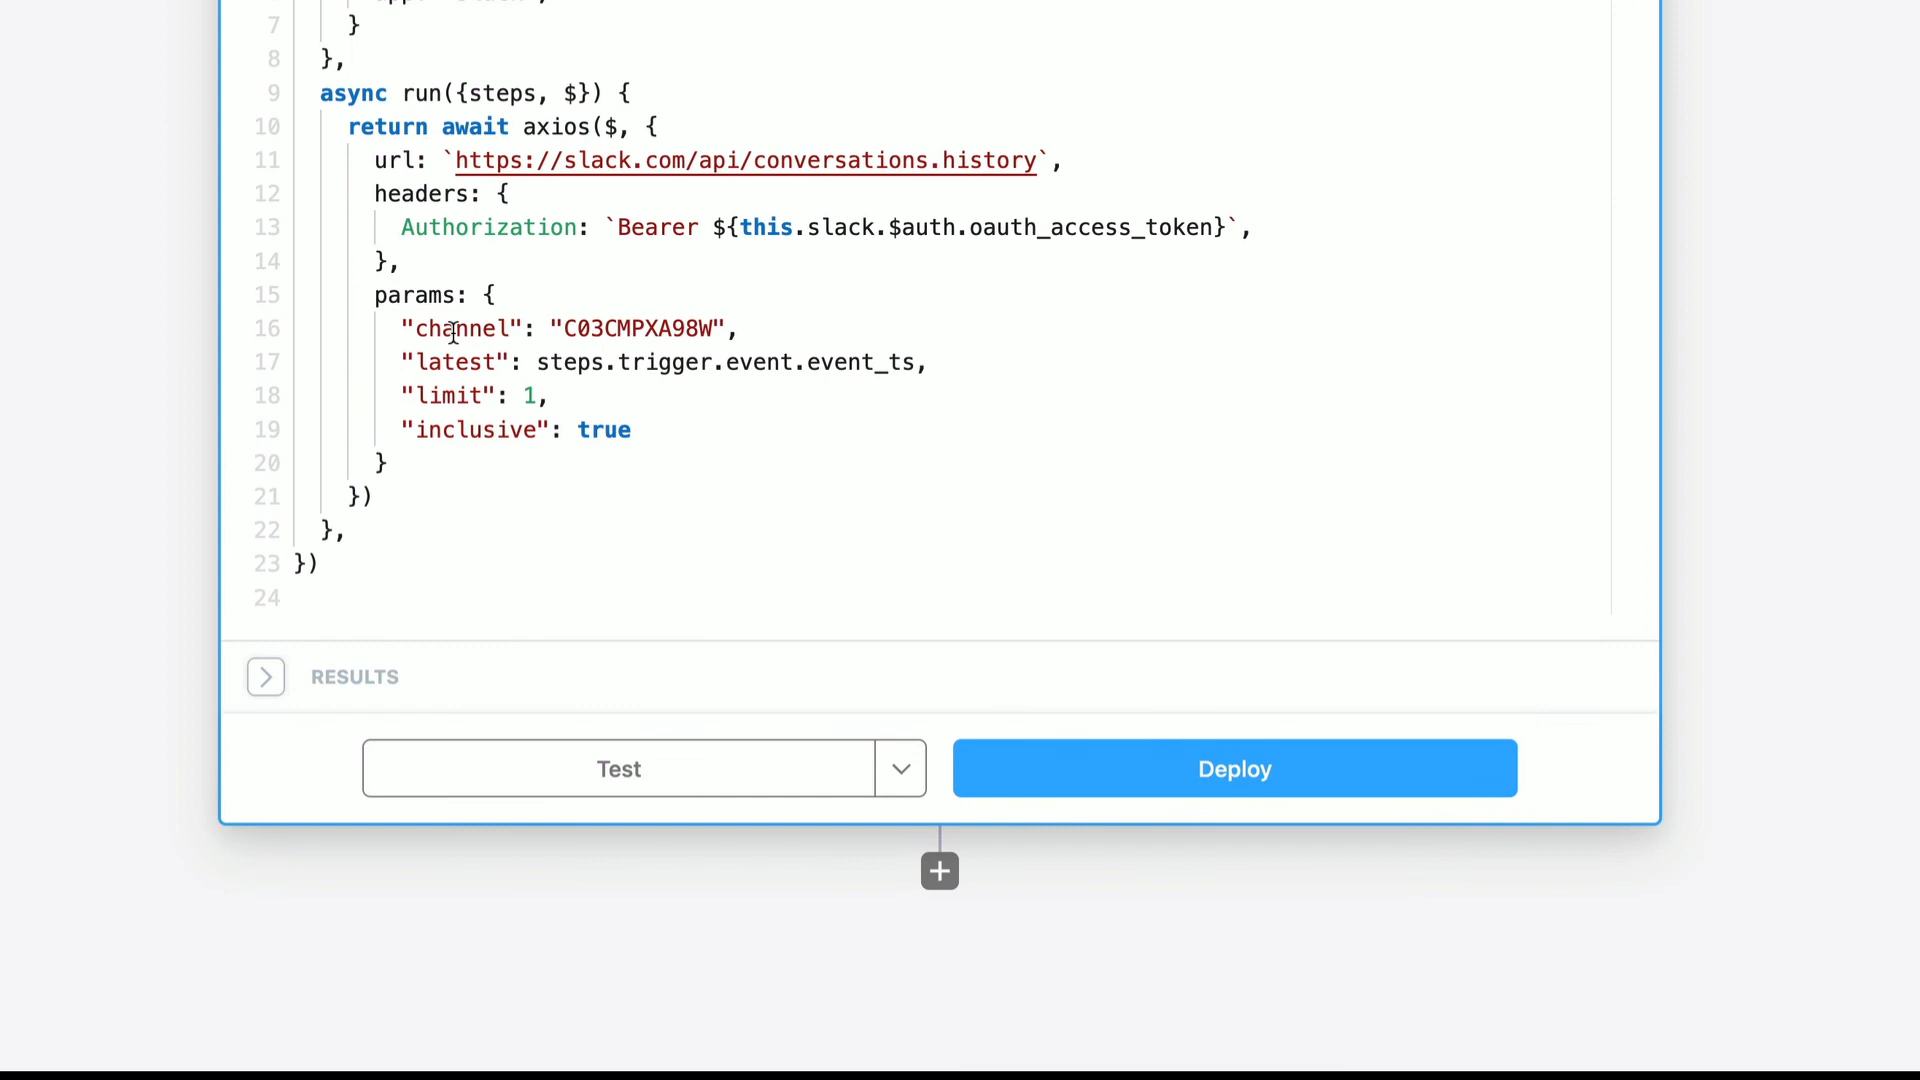 7 }
8 },
9 async run({steps, $}) {
10 return await axios($, {
11 url: `https://slack.com/api/conversations.history`,
12 headers: {
13 Authorization: `Bearer ${this.slack.$auth.oauth_access_token}`,
14 },
15 params: {
16 "channel": "C03CMPXA98W",
17 "latest": steps.trigger.event.event_ts,
18 "limit": 1,
19 "inclusive": true
20 }
21 })
22 },
23 })
24
RESULTS
Test
Deploy